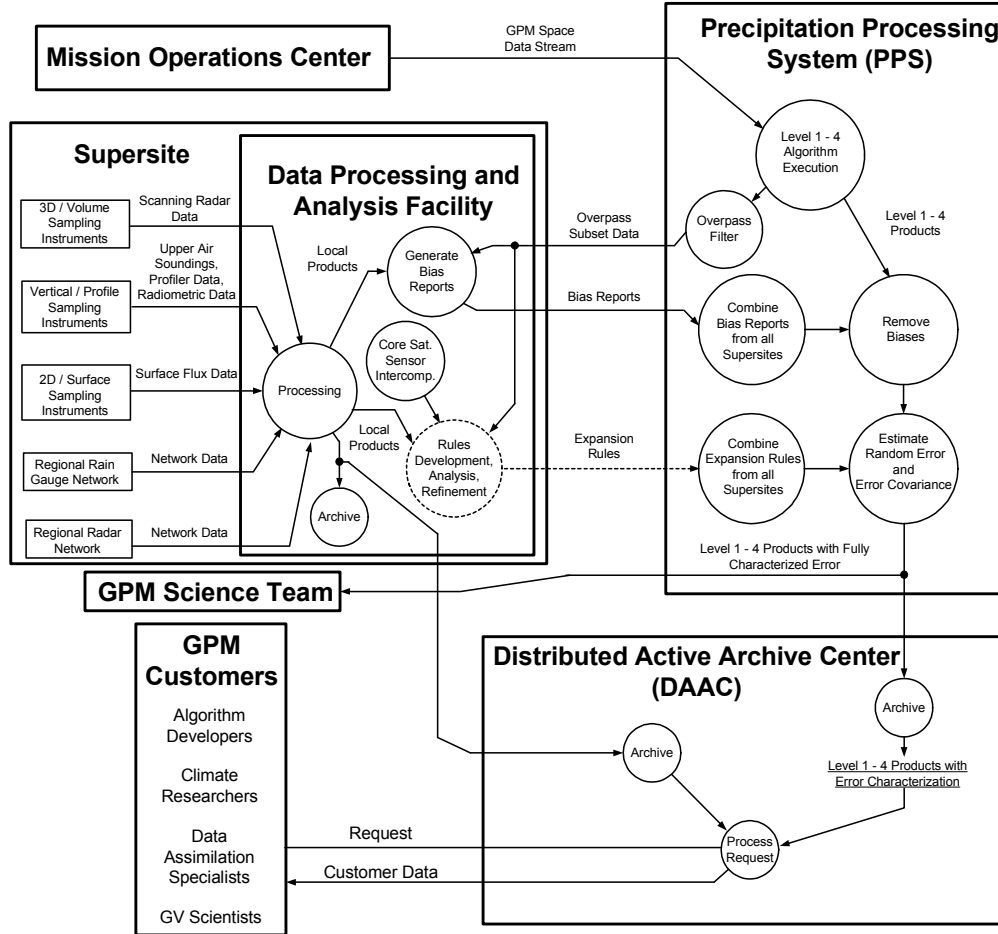 GPM Space
Data Stream
Mission Operations Center
Precipitation Processing
System (PPS)
Level 1 - 4
Algorithm
Execution
Overpass
Filter
Level 1 - 4
Products
Combine
Bias Reports
from all
Supersites
Remove
Biases
Combine
Expansion Rules
from all
Supersites
Estimate
Random Error
and
Error Covariance
Supersite
Data Processing and
Analysis Facility
3D / Volume
Sampling
Instruments
Scanning Radar
Data
Vertical / Profile
Sampling
Instruments
Upper Air
Soundings,
Profiler Data,
Radiometric Data
2D / Surface
Sampling
Instruments
Surface Flux Data
Regional Rain
Gauge Network
Network Data
Regional Radar
Network
Network Data
Processing
Local
Products
Generate
Bias
Reports
Core Sat.
Sensor
Intercomp.
Local
Products
Rules
Development,
Analysis,
Refinement
Archive
Overpass
Subset Data
Bias Reports
Expansion
Rules
Level 1 - 4 Products with Fully
Characterized Error
GPM Science Team
GPM
Customers
Algorithm
Developers
Climate
Researchers
Data
Assimilation
Specialists
GV Scientists
Request
Customer Data
Distributed Active Archive Center
(DAAC)
Archive
Archive
Level 1 - 4 Products with
Error Characterization
Process
Request